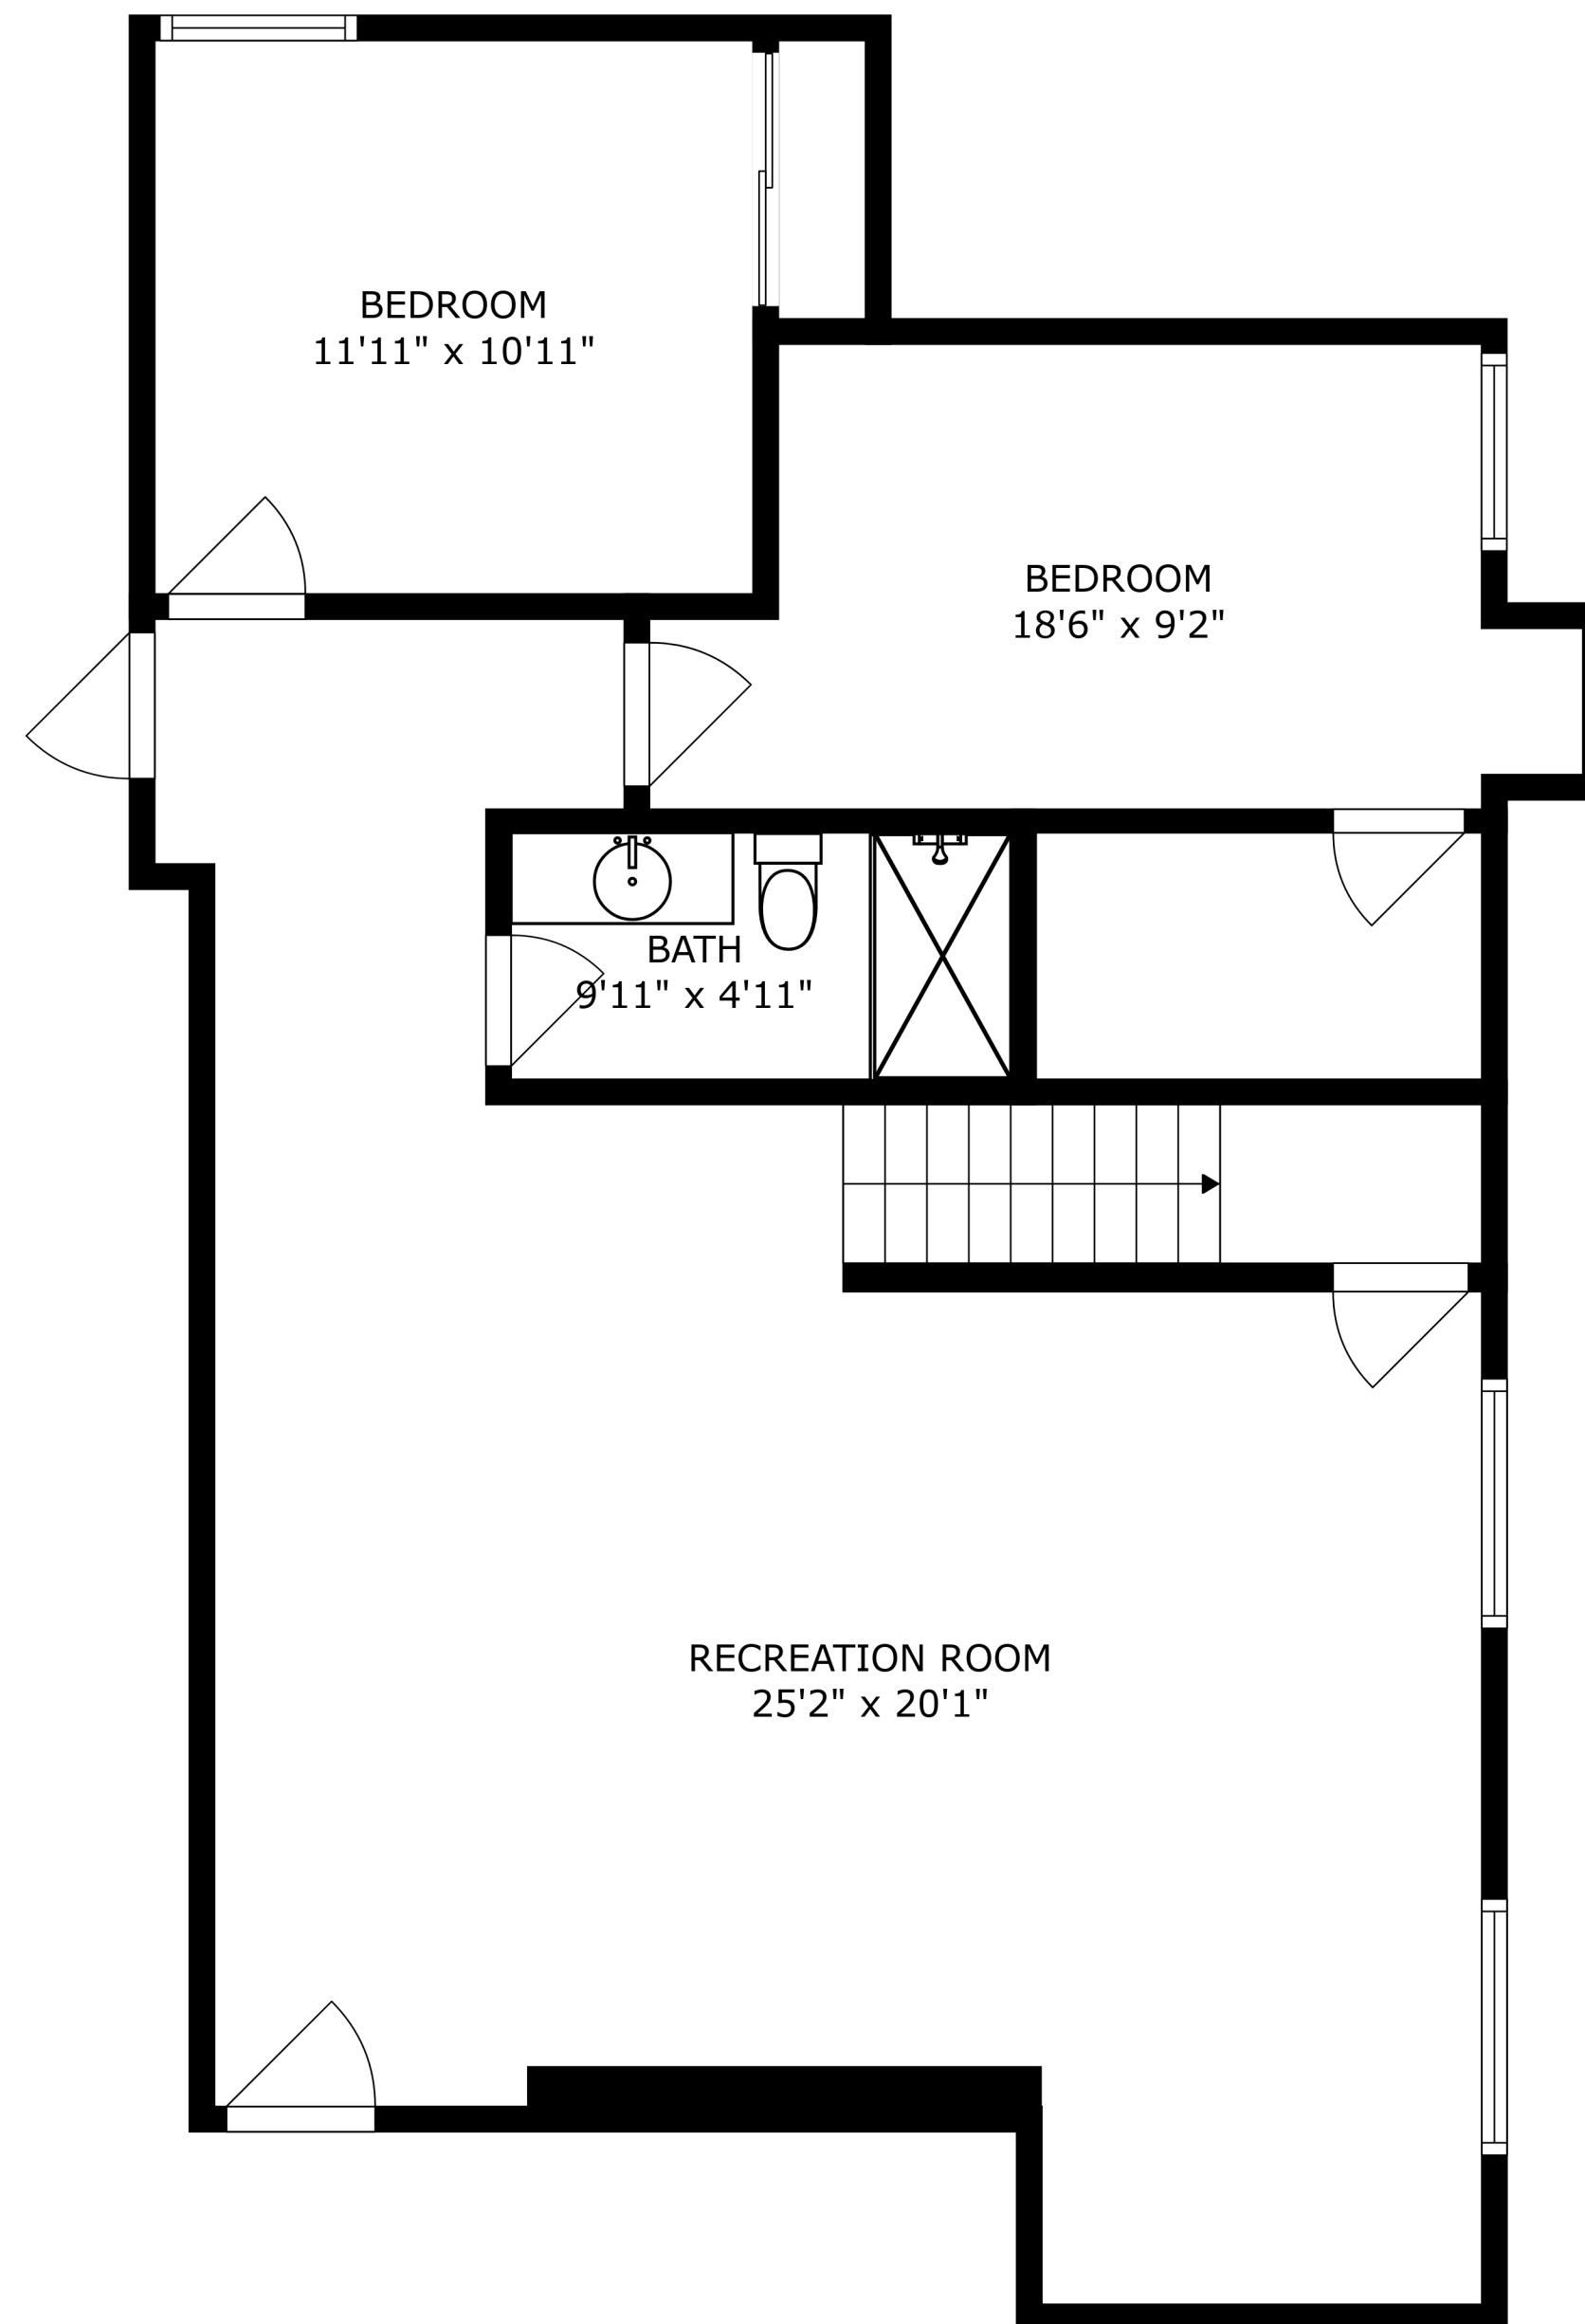 BEDROOM
11'11" x 10'11"
BEDROOM
18'6" x 9'2"
BATH
9'11" x 4'11"
RECREATION ROOM
25'2" x 20'1"